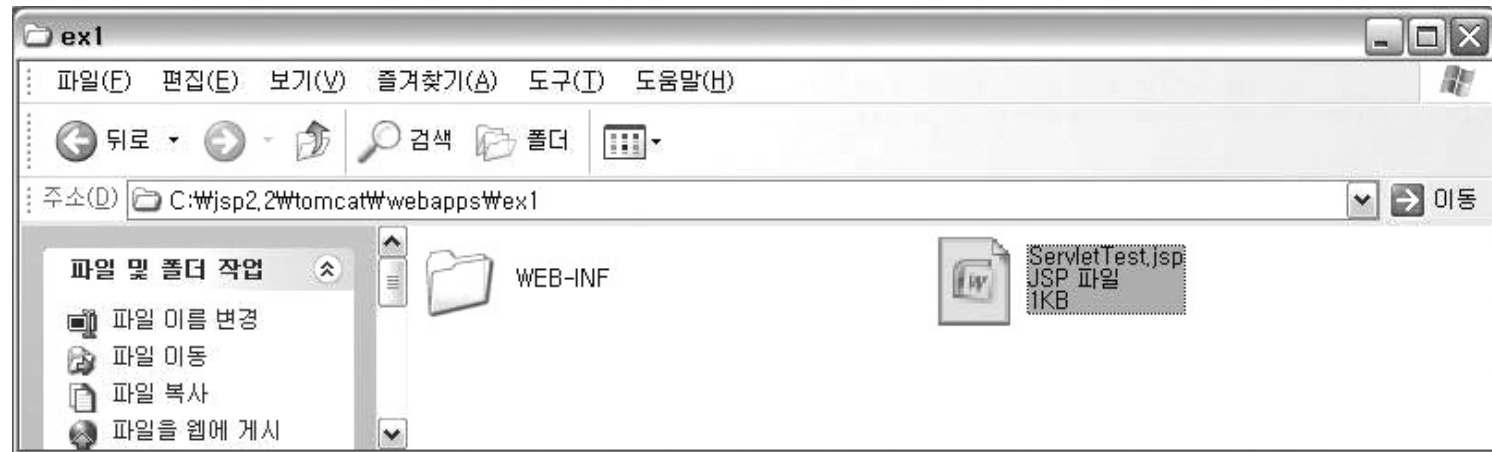 ex1
파일(F) 편집(E) 보기(V) 즐겨찾기(A) 도구(T) 도움말(H)
뒤로 검색 폴더
주소(D) C:₩jsp2,2₩tomcat₩webapps₩ex1 이동
파일 및 폴더 작업
파일 이름 변경
파일 이동
파일 복사
파일을 웹에 게시
WEB-INF
ServletTest,jsp
JSP 파일
1KB